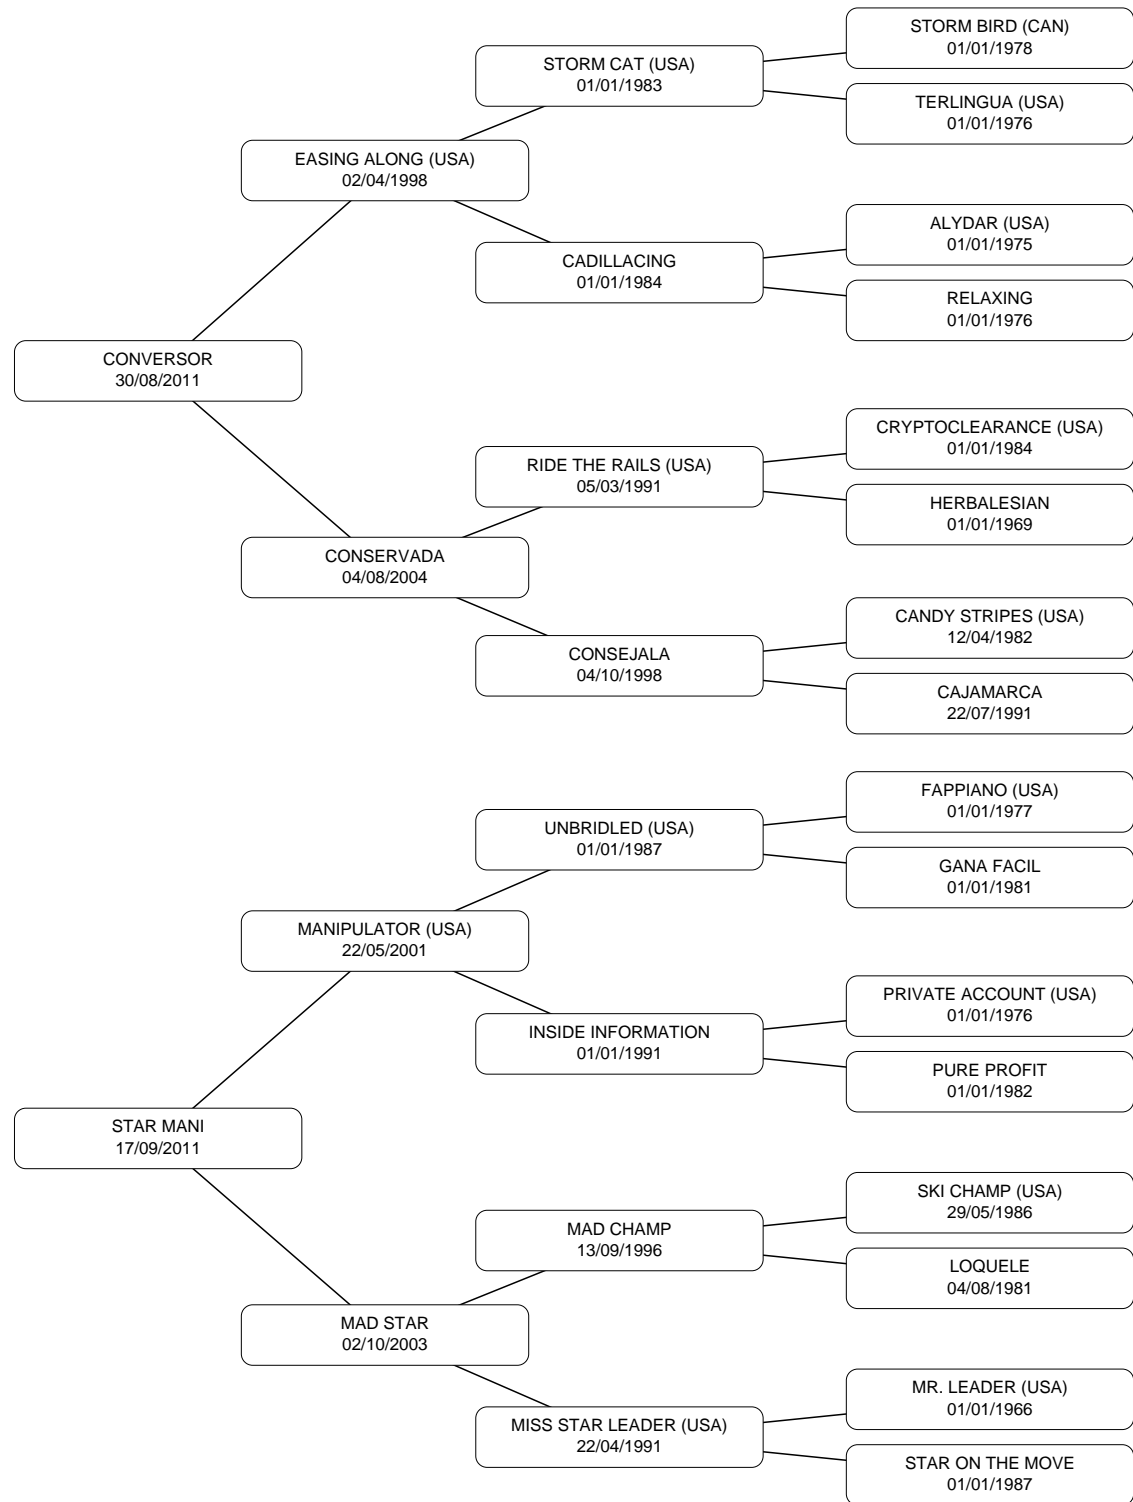 STORM BIRD (CAN)
01/01/1978
STORM CAT (USA)
01/01/1983
TERLINGUA (USA)
01/01/1976
EASING ALONG (USA)
02/04/1998
ALYDAR (USA)
01/01/1975
CADILLACING
01/01/1984
RELAXING
01/01/1976
CONVERSOR
30/08/2011
CRYPTOCLEARANCE (USA)
01/01/1984
RIDE THE RAILS (USA)
05/03/1991
HERBALESIAN
01/01/1969
CONSERVADA
04/08/2004
CANDY STRIPES (USA)
12/04/1982
CONSEJALA
04/10/1998
CAJAMARCA
22/07/1991
FAPPIANO (USA)
01/01/1977
UNBRIDLED (USA)
01/01/1987
GANA FACIL
01/01/1981
MANIPULATOR (USA)
22/05/2001
PRIVATE ACCOUNT (USA)
01/01/1976
INSIDE INFORMATION
01/01/1991
PURE PROFIT
01/01/1982
STAR MANI
17/09/2011
SKI CHAMP (USA)
29/05/1986
MAD CHAMP
13/09/1996
LOQUELE
04/08/1981
MAD STAR
02/10/2003
MR. LEADER (USA)
01/01/1966
MISS STAR LEADER (USA)
22/04/1991
STAR ON THE MOVE
01/01/1987